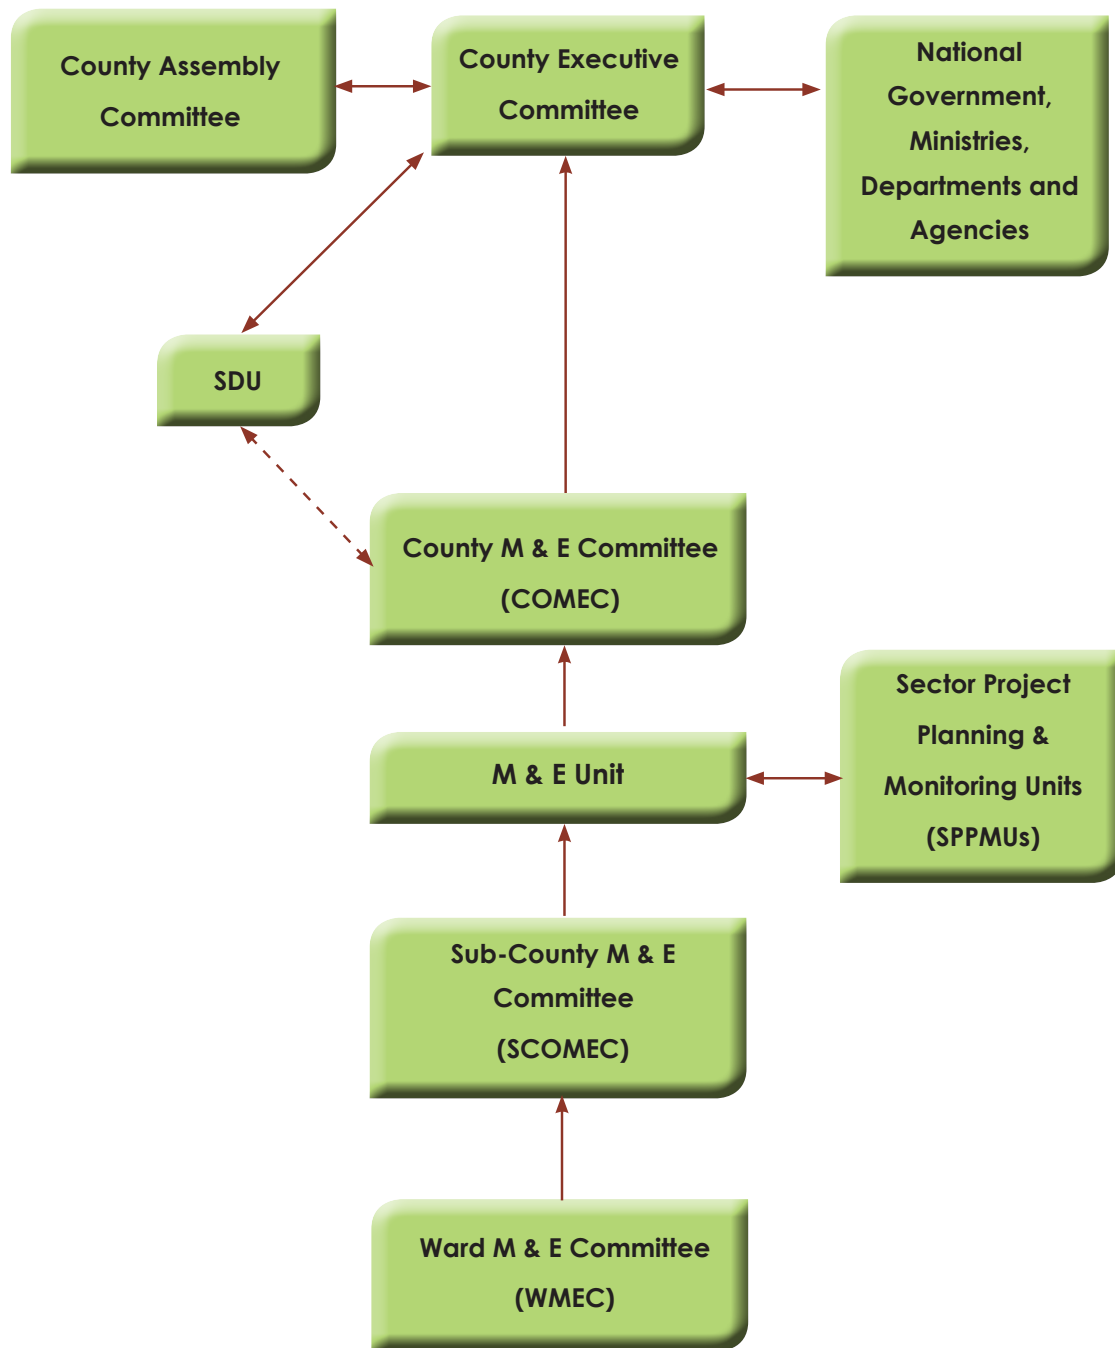 County Assembly
Committee
County Executive
Committee
National
Government,
Ministries,
Departments and
Agencies
SDU
County M & E Committee
(COMEC)
M & E Unit
Sector Project
Planning &
Monitoring Units
(SPPMUs)
Sub-County M & E
Committee
(SCOMEC)
Ward M & E Committee
(WMEC)